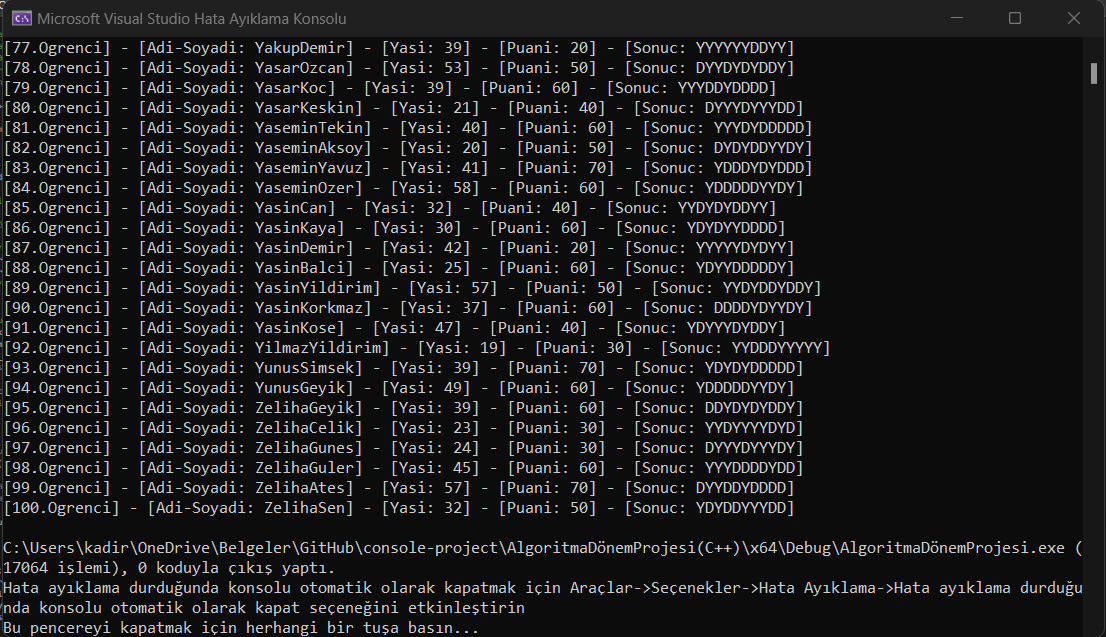 Microsoft Visual Studio Hata Ayıklama Konsolu
[77.Ogrenci] - [Adi-Soyadi: YakupDemir] - [Yasi: 39] - [Puani: 20] - [Sonuc: YYYYYYDDYY]
[78.Ogrenci] - [Adi-Soyadi: YasarOzcan] - [Yasi: 53] - [Puani: 50] - [Sonuc: DYYDYDYDDY]
[79.Ogrenci] - [Adi-Soyadi: YasarKoc] - [Yasi: 39] - [Puani: 60] - [Sonuc: YYYDDYDDDD]
[80.Ogrenci] - [Adi-Soyadi: YasarKeskin] - [Yasi: 21] - [Puani: 40] - [Sonuc: DYYYDYYYDD]
[81.Ogrenci] - [Adi-Soyadi: YaseminTekin] - [Yasi: 40] - [Puani: 60] - [Sonuc: YYYDYDDDDD]
[82.Ogrenci] - [Adi-Soyadi: YaseminAksoy] - [Yasi: 20] - [Puani: 50] - [Sonuc: DYDYDDYYDY]
[83.Ogrenci] - [Adi-Soyadi: YaseminYavuz] - [Yasi: 41] - [Puani: 70] - [Sonuc: YDDDYDYDDD]
[84.Ogrenci] - [Adi-Soyadi: YaseminOzer] - [Yasi: 58] - [Puani: 60] - [Sonuc: YDDDDDYYDY]
[85.Ogrenci] - [Adi-Soyadi: YasinCan] - [Yasi: 32] - [Puani: 40] - [Sonuc: YYDYDYDDYY]
[86.Ogrenci] - [Adi-Soyadi: YasinKaya] - [Yasi: 30] - [Puani: 60] - [Sonuc: YDYDYYDDDD]
[87.Ogrenci] - [Adi-Soyadi: YasinDemir] - [Yasi: 42] - [Puani: 20] - [Sonuc: YYYYYDYDYY]
[88.Ogrenci] - [Adi-Soyadi: YasinBalci] - [Yasi: 25] - [Puani: 60] - [Sonuc: YDYYDDDDDY]
[89.Ogrenci] - [Adi-Soyadi: YasinYildirim] - [Yasi: 57] - [Puani: 50] - [Sonuc: YYDYDDYDDY]
[90.Ogrenci] - [Adi-Soyadi: YasinKorkmaz] - [Yasi: 37] - [Puani: 60] - [Sonuc: DDDDYDYYDY]
[91.Ogrenci] - [Adi-Soyadi: YasinKose] - [Yasi: 47] - [Puani: 40] - [Sonuc: YDYYYDYDDY]
[92.Ogrenci] - [Adi-Soyadi: YilmazYildirim] - [Yasi: 19] - [Puani: 30] - [Sonuc: YYDDDYYYYY]
[93.Ogrenci] - [Adi-Soyadi: YunusSimsek] - [Yasi: 39] - [Puani: 70] - [Sonuc: YDYDYDDDDD]
[94.Ogrenci] - [Adi-Soyadi: YunusGeyik] - [Yasi: 49] - [Puani: 60] - [Sonuc: YDDDDDYYDY]
[95.Ogrenci] - [Adi-Soyadi: ZelihaGeyik] - [Yasi: 39] - [Puani: 60] - [Sonuc: DDYDYDYDDY]
[96.Ogrenci] - [Adi-Soyadi: ZelihaCelik] - [Yasi: 23] - [Puani: 30] - [Sonuc: YYDYYYYDYD]
[97.Ogrenci] - [Adi-Soyadi: ZelihaGunes] - [Yasi: 24] - [Puani: 30] - [Sonuc: DYYYDYYYDY]
[98.Ogrenci] - [Adi-Soyadi: ZelihaGuler] - [Yasi: 45] - [Puani: 60] - [Sonuc: YYYDDDDYDD]
[99.Ogrenci] - [Adi-Soyadi: ZelihaAtes] - [Yasi: 57] - [Puani: 70] - [Sonuc: DYYDDYDDDD]
[100.Ogrenci] - [Adi-Soyadi: ZelihaSen] - [Yasi: 32] - [Puani: 50] - [Sonuc: YDYDDYYYDD]
C:\Users\kadir\OneDrive\Belgeler\GitHub\console-project\AlgoritmaDönemProjesi(C++)\x64\Debug\AlgoritmaDönemProjesi.exe (
17064 işlemi), 0 koduyla çıkış yaptı.
Hata ayıklama durduğunda konsolu otomatik olarak kapatmak için Araçlar->Seçenekler->Hata Ayıklama->Hata ayıklama durduğu
nda konsolu otomatik olarak kapat seçeneğini etkinleştirin
Bu pencereyi kapatmak için herhangi bir tuşa basın...